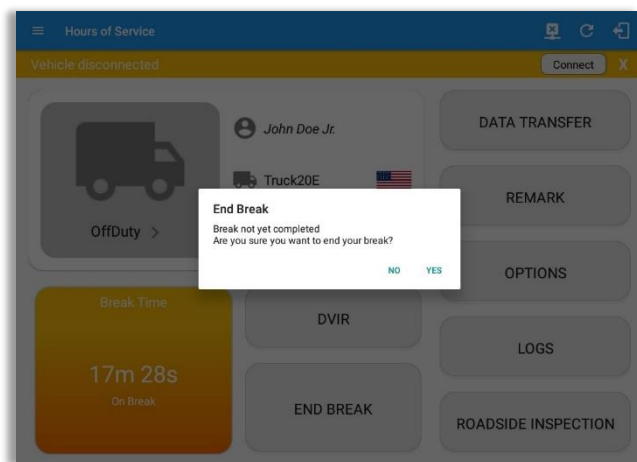 Hours of Service
Vehicle disconnected
Connect X
John Doe Jr.
Truck20E
OffDuty >
DATA TRANSFER
REMARK
End Break
Break not yet completed
Are you sure you want to end your break?
NO YES
OPTIONS
Break Time
17m 28s
On Break
DVIR
END BREAK
LOGS
ROADSIDE INSPECTION